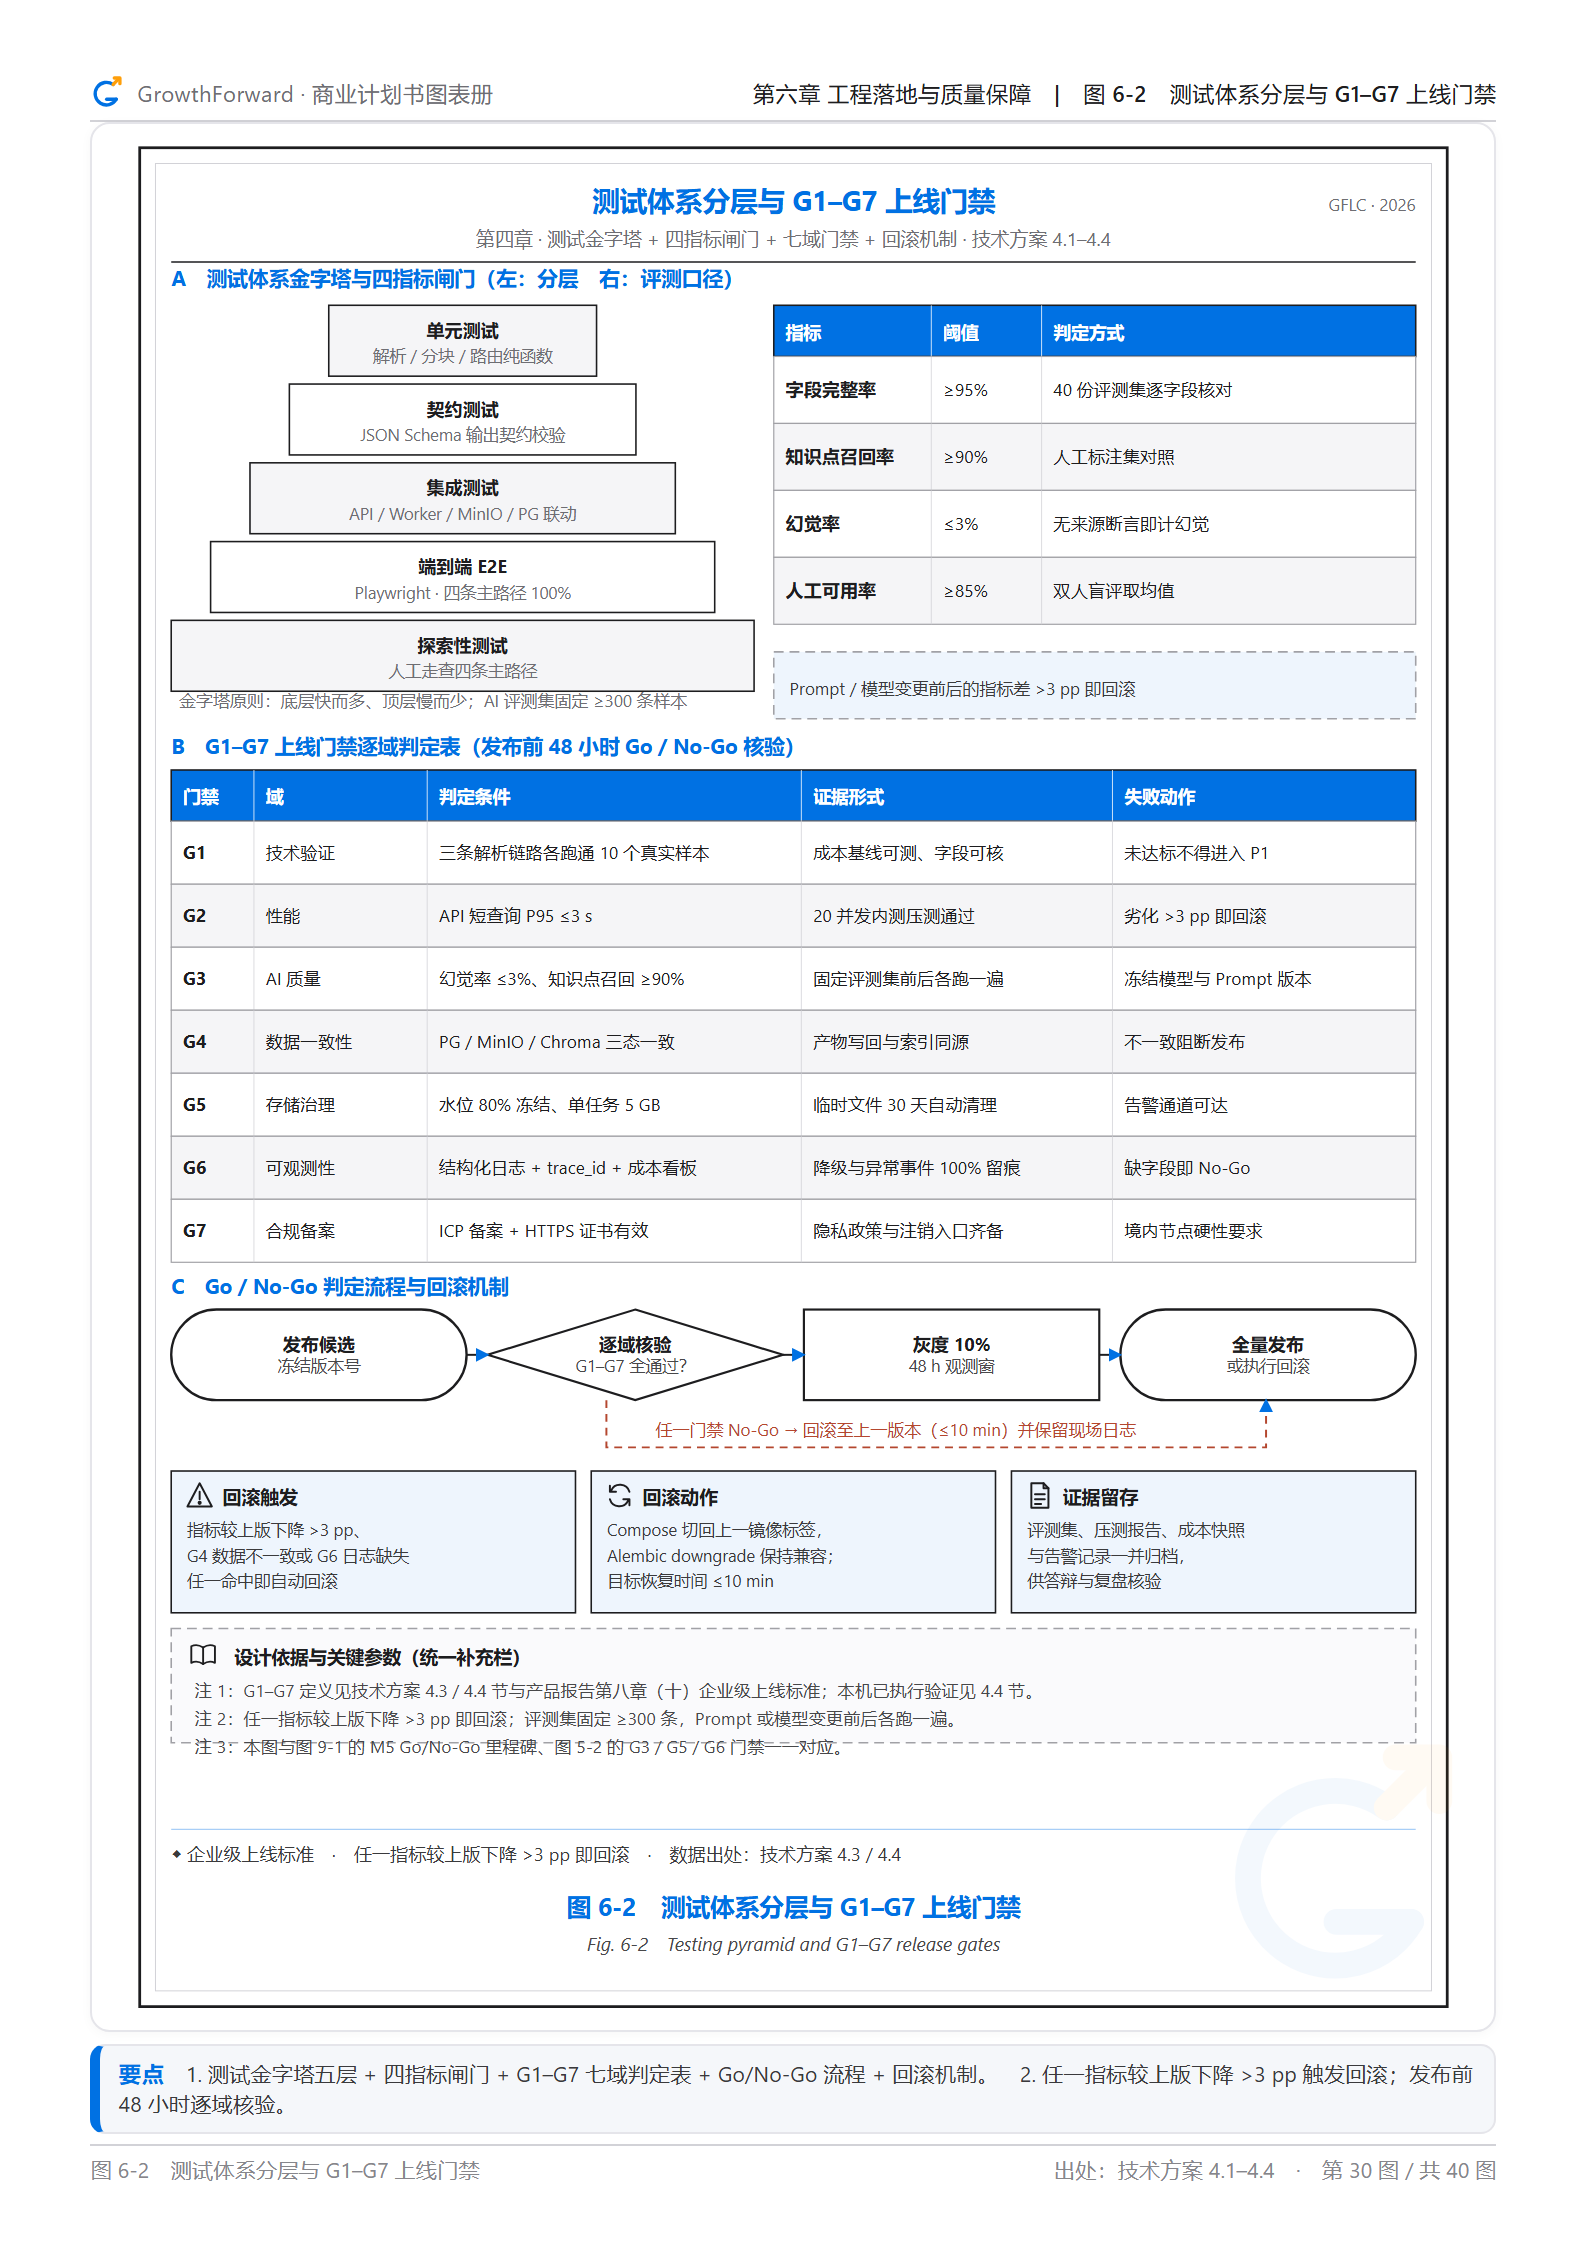 GrowthForward · 商业计划书图表册
第六章 工程落地与质量保障 | 图 6-2 测试体系分层与 G1–G7 上线门禁
测试体系分层与 G1–G7 上线门禁
GFLC · 2026
第四章 · 测试金字塔 + 四指标闸门 + 七域门禁 + 回滚机制 · 技术方案 4.1–4.4
A 测试体系金字塔与四指标闸门（左：分层 右：评测口径）
单元测试
解析 / 分块 / 路由纯函数
契约测试
JSON Schema 输出契约校验
集成测试
API / Worker / MinIO / PG 联动
端到端 E2E
Playwright · 四条主路径 100%
探索性测试
人工走查四条主路径
金字塔原则：底层快而多、顶层慢而少；AI 评测集固定 ≥300 条样本
指标 阈值 判定方式
字段完整率 ≥95% 40 份评测集逐字段核对
知识点召回率 ≥90% 人工标注集对照
幻觉率 ≤3% 无来源断言即计幻觉
人工可用率 ≥85% 双人盲评取均值
Prompt / 模型变更前后的指标差 >3 pp 即回滚
B G1–G7 上线门禁逐域判定表（发布前 48 小时 Go / No-Go 核验）
门禁 域 判定条件 证据形式 失败动作
G1 技术验证 三条解析链路各跑通 10 个真实样本 成本基线可测、字段可核 未达标不得进入 P1
G2 性能 API 短查询 P95 ≤3 s 20 并发内测压测通过 劣化 >3 pp 即回滚
G3 AI 质量 幻觉率 ≤3%、知识点召回 ≥90% 固定评测集前后各跑一遍 冻结模型与 Prompt 版本
G4 数据一致性 PG / MinIO / Chroma 三态一致 产物写回与索引同源 不一致阻断发布
G5 存储治理 水位 80% 冻结、单任务 5 GB 临时文件 30 天自动清理 告警通道可达
G6 可观测性 结构化日志 + trace_id + 成本看板 降级与异常事件 100% 留痕 缺字段即 No-Go
G7 合规备案 ICP 备案 + HTTPS 证书有效 隐私政策与注销入口齐备 境内节点硬性要求
C Go / No-Go 判定流程与回滚机制
发布候选
冻结版本号
逐域核验
G1–G7 全通过？
灰度 10%
48 h 观测窗
全量发布
或执行回滚
任一门禁 No-Go → 回滚至上一版本（≤10 min）并保留现场日志
回滚触发
指标较上版下降 >3 pp、
G4 数据不一致或 G6 日志缺失
任一命中即自动回滚
回滚动作
Compose 切回上一镜像标签，
Alembic downgrade 保持兼容；
目标恢复时间 ≤10 min
证据留存
评测集、压测报告、成本快照
与告警记录一并归档，
供答辩与复盘核验
设计依据与关键参数（统一补充栏）
注 1：G1–G7 定义见技术方案 4.3 / 4.4 节与产品报告第八章（十）企业级上线标准；本机已执行验证见 4.4 节。
注 2：任一指标较上版下降 >3 pp 即回滚；评测集固定 ≥300 条，Prompt 或模型变更前后各跑一遍。
注 3：本图与图 9-1 的 M5 Go/No-Go 里程碑、图 5-2 的 G3 / G5 / G6 门禁一一对应。
◆ 企业级上线标准 · 任一指标较上版下降 >3 pp 即回滚 · 数据出处：技术方案 4.3 / 4.4
图 6-2 测试体系分层与 G1–G7 上线门禁
Fig. 6-2 Testing pyramid and G1–G7 release gates
要点 1. 测试金字塔五层 + 四指标闸门 + G1–G7 七域判定表 + Go/No-Go 流程 + 回滚机制。 2. 任一指标较上版下降 >3 pp 触发回滚；发布前
48 小时逐域核验。
图 6-2 测试体系分层与 G1–G7 上线门禁
出处：技术方案 4.1–4.4 · 第 30 图 / 共 40 图